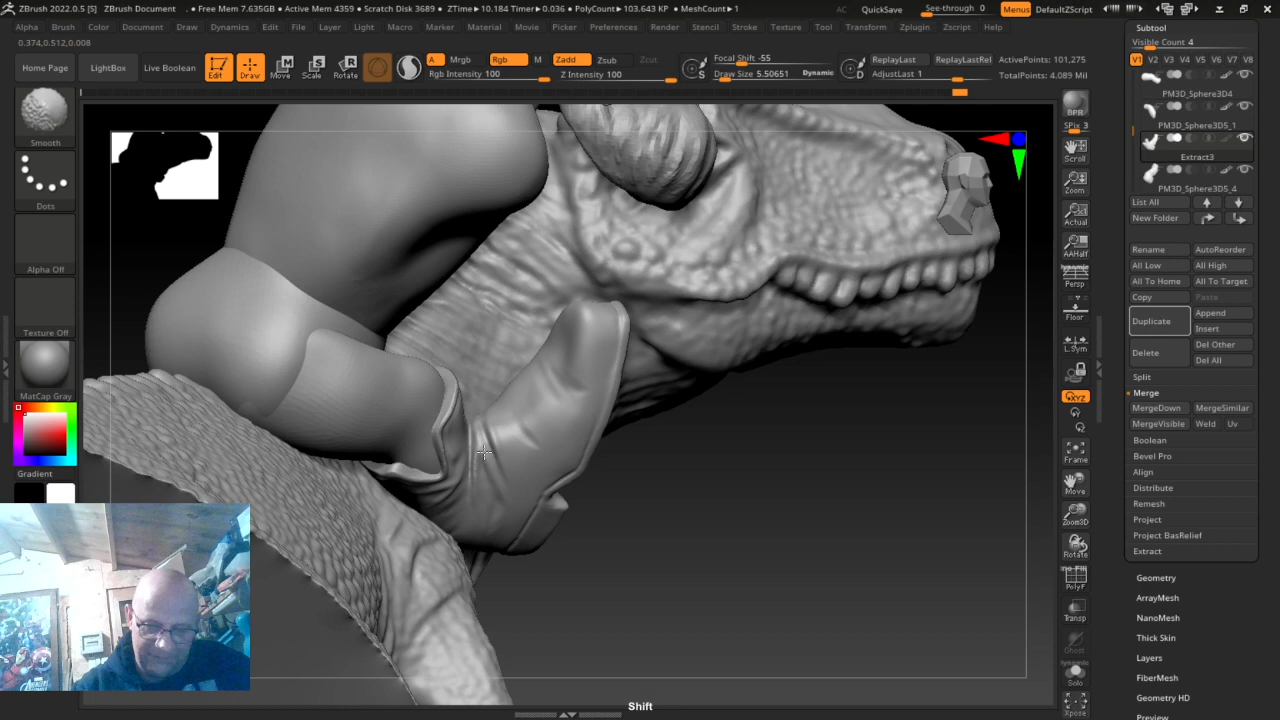 ZBrush 2022.0.5 [S] ZBrush Document . • Free Mem 7.635GB • Active Mem 4359 • Scratch Disk 3689 • ZTime▸10.184 Timer▸0.036 • PolyCount▸103.643 KP • MeshCount▸1 AC QuickSave See-through 0 Menus DefaultZScript
Alpha Brush Color Document Draw Dynamics Edit File Layer Light Macro Marker Material Movie Picker Preferences Render Stencil Stroke Texture Tool Transform Zplugin Zscript Help
0.374,0.512,0.008
Home Page LightBox Live Boolean Edit Draw Move Scale Rotate
A Mrgb Rgb M Zadd Zsub Zcut
Rgb Intensity 100 Z Intensity 100
Focal Shift -55
Draw Size 5.50651 Dynamic
S D
ReplayLast ReplayLastRel ActivePoints: 101,275
AdjustLast 1 TotalPoints: 4.089 Mil
Smooth
Dots
Alpha Off
Texture Off
MatCap Gray
Gradient
BPR
SPix 3
Scroll
Zoom
Actual
AAHalf
Dynamic
Persp
Floor
L.Sym
XYZ
Y
Z
Frame
Move
Zoom3D
Rotate
PolyF
Transp
Ghost
Dynamic
Solo
Xpose
Subtool
Visible Count 4
V1 V2 V3 V4 V5 V6 V7 V8
PM3D_Sphere3D4
PM3D_Sphere3D5_1
Extract3
PM3D_Sphere3D5_4
List All
New Folder
Rename AutoReorder
All Low All High
All To Home All To Target
Copy Paste
Duplicate Append
Insert
Delete Del Other
Del All
Split
Merge
MergeDown MergeSimilar
MergeVisible Weld Uv
Boolean
Bevel Pro
Align
Distribute
Remesh
Project
Project BasRelief
Extract
Geometry
ArrayMesh
NanoMesh
Thick Skin
Layers
FiberMesh
Geometry HD
Preview
Shift